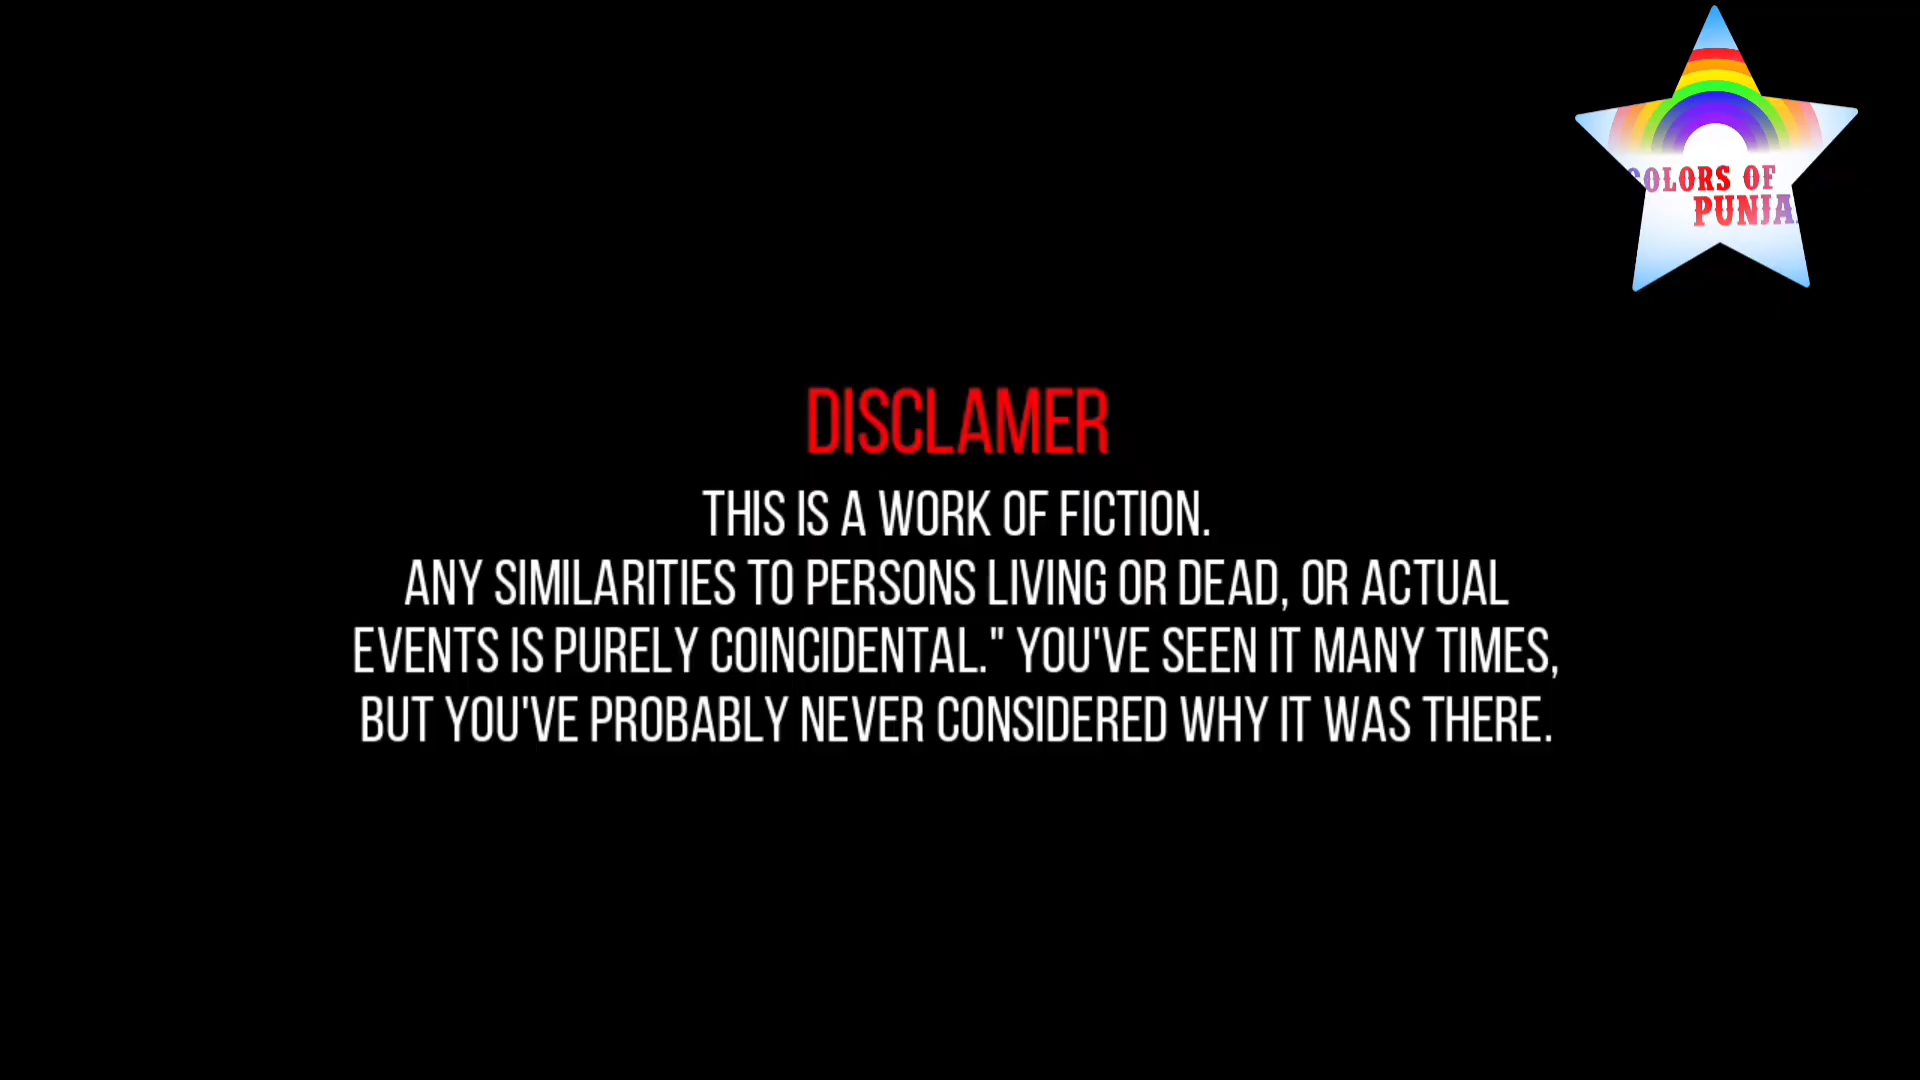 COLORS OF
PUNJA
DISCLAMER
THIS IS A WORK OF FICTION.
ANY SIMILARITIES TO PERSONS LIVING OR DEAD, OR ACTUAL
EVENTS IS PURELY COINCIDENTAL." YOU'VE SEEN IT MANY TIMES,
BUT YOU'VE PROBABLY NEVER CONSIDERED WHY IT WAS THERE.